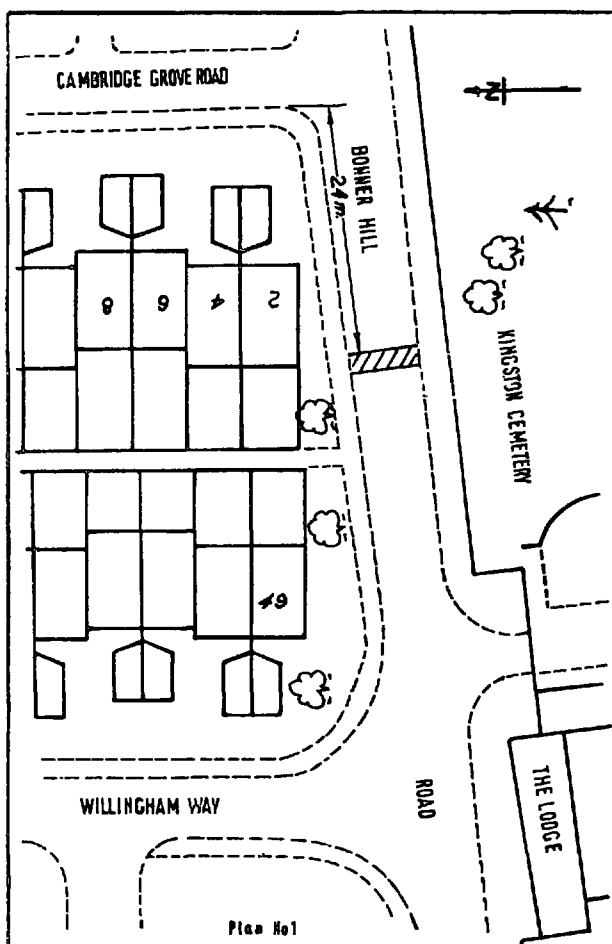 CAMBRIDGE GROVE ROAD
N
BONNER HILL
24m.
8
6
4
2
KINGSTON CEMETERY
64
WILLINGHAM WAY
ROAD
THE LODGE
Plan No1